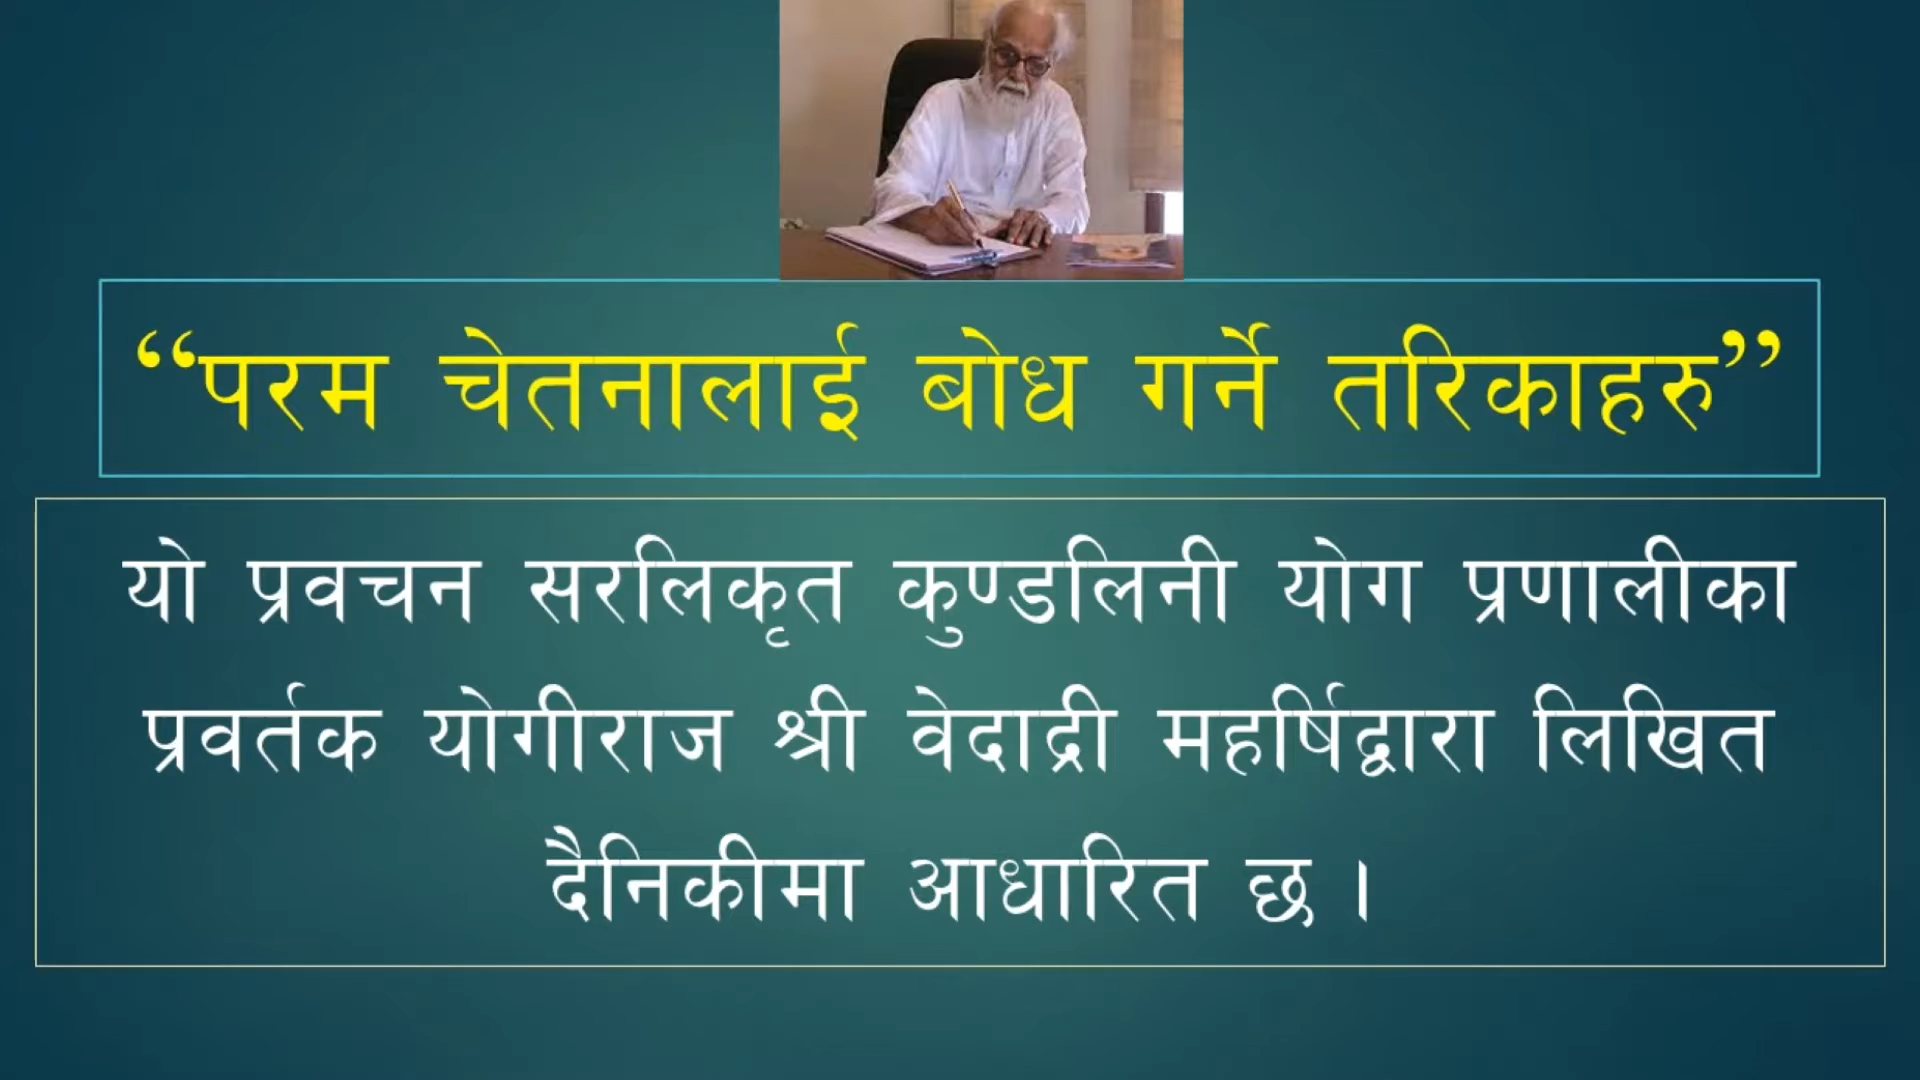 “परम चेतनालाई बोध गर्ने तरिकाहरु”
यो प्रवचन सरलिकृत कुण्डलिनी योग प्रणालीका
प्रवर्तक योगीराज श्री वेदाद्री महर्षिद्वारा लिखित
दैनिकीमा आधारित छ ।